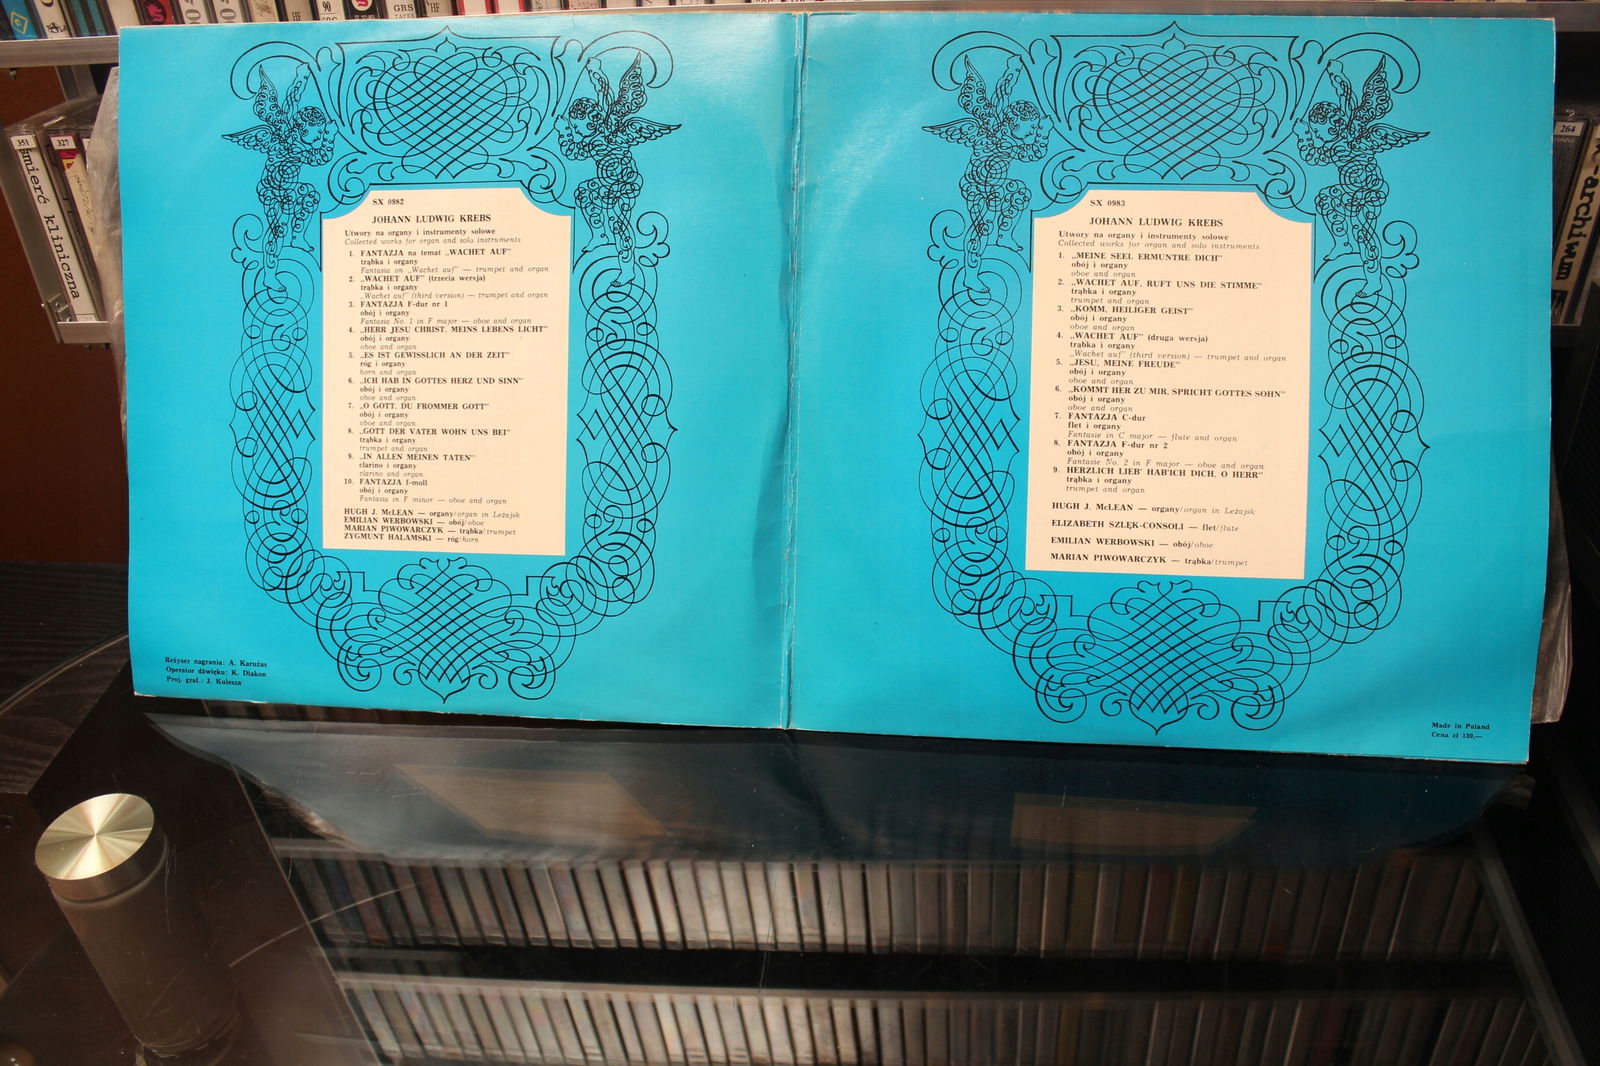 GRS
90
HF
351
327
śmierć kliniczna
264
SX 0982
JOHANN LUDWIG KREBS
Utwory na organy i instrumenty solowe
Collected works for organ and solo instruments
1. FANTAZJA na temat „WACHET AUF"
trąbka i organy
Fantasia on „Wachet auf" — trumpet and organ
2. „WACHET AUF" (trzecia wersja)
trąbka i organy
„Wachet auf" (third version) — trumpet and organ
3. FANTAZJA F-dur nr 1
obój i organy
Fantasia No. 1 in F major — oboe and organ
4. „HERR JESU CHRIST, MEINS LEBENS LICHT"
obój i organy
oboe and organ
5. „ES IST GEWISSLICH AN DER ZEIT"
róg i organy
horn and organ
6. „ICH HAB IN GOTTES HERZ UND SINN"
obój i organy
oboe and organ
7. „O GOTT, DU FROMMER GOTT"
obój i organy
oboe and organ
8. „GOTT DER VATER WOHN UNS BEI"
trąbka i organy
trumpet and organ
9. „IN ALLEN MEINEN TATEN"
clarino i organy
clarino and organ
10. FANTAZJA f-moll
obój i organy
Fantasia in F minor — oboe and organ
HUGH J. McLEAN — organy/organ in Leżajsk
EMILIAN WERBOWSKI — obój/oboe
MARIAN PIWOWARCZYK — trąbka/trumpet
ZYGMUNT HALAMSKI — róg/horn
Reżyser nagrania: A. Karużas
Operator dźwięku: K. Diakon
Proj. graf.: J. Kulesza
SX 0983
JOHANN LUDWIG KREBS
Utwory na organy i instrumenty solowe
Collected works for organ and solo instruments
1. „MEINE SEEL ERMUNTRE DICH"
obój i organy
oboe and organ
2. „WACHET AUF, RUFT UNS DIE STIMME"
trąbka i organy
trumpet and organ
3. „KOMM, HEILIGER GEIST"
obój i organy
oboe and organ
4. „WACHET AUF" (druga wersja)
trąbka i organy
„Wachet auf" (third version) — trumpet and organ
5. „JESU, MEINE FREUDE"
obój i organy
oboe and organ
6. „KOMMT HER ZU MIR, SPRICHT GOTTES SOHN"
obój i organy
oboe and organ
7. FANTAZJA C-dur
flet i organy
Fantasie in C major — flute and organ
8. FANTAZJA F-dur nr 2
obój i organy
Fantasie No. 2 in F major — oboe and organ
9. HERZLICH LIEB' HAB'ICH DICH, O HERR"
trąbka i organy
trumpet and organ
HUGH J. McLEAN — organy/organ in Leżajsk
ELIZABETH SZLĘK-CONSOLI — flet/flute
EMILIAN WERBOWSKI — obój/oboe
MARIAN PIWOWARCZYK — trąbka/trumpet
Made in Poland
Cena zł 130,—